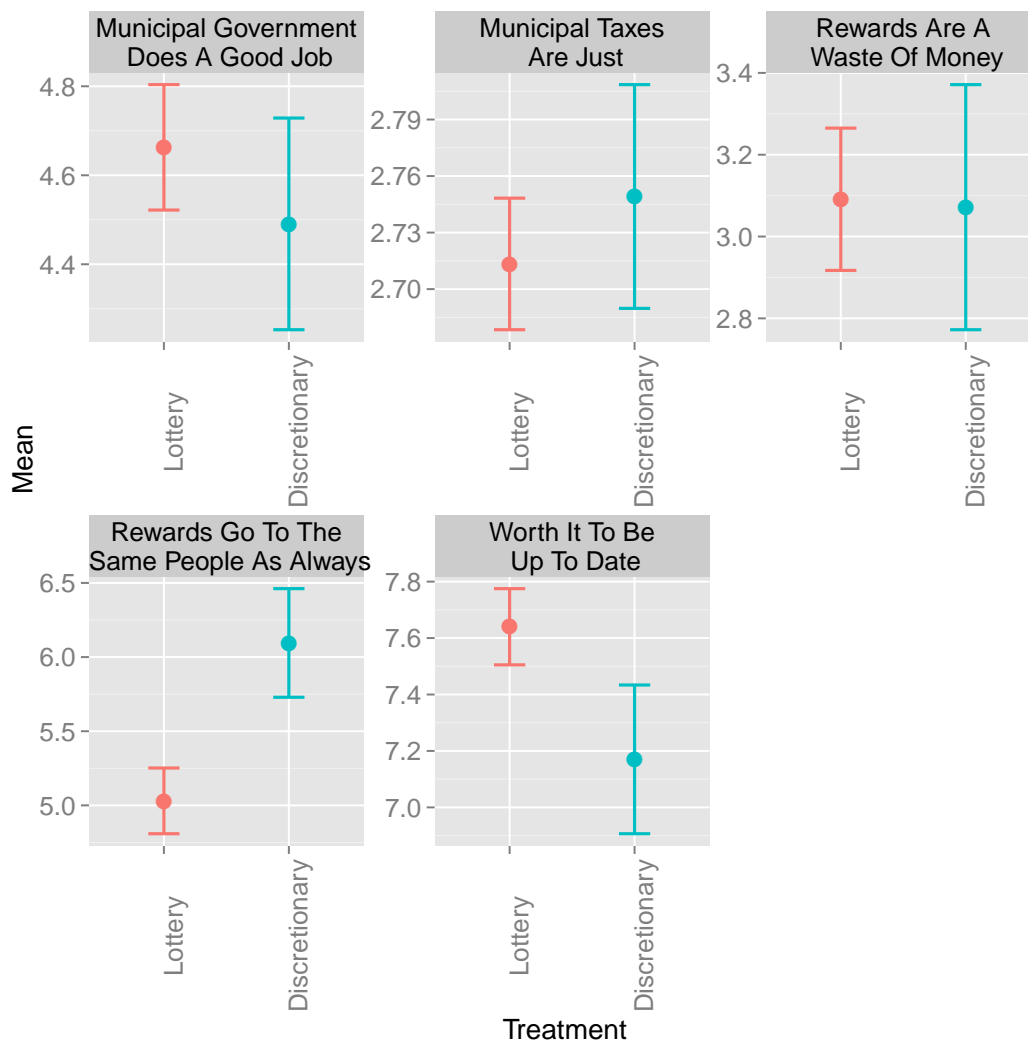 Municipal Government
Does A Good Job
Municipal Taxes
Are Just
Rewards Are A
Waste Of Money
4.8
4.6
4.4
2.79
2.76
2.73
2.70
3.4
3.2
3.0
2.8
Lottery
Discretionary
Lottery
Discretionary
Lottery
Discretionary
Mean
Rewards Go To The
Same People As Always
Worth It To Be
Up To Date
6.5
6.0
5.5
5.0
7.8
7.6
7.4
7.2
7.0
Lottery
Discretionary
Lottery
Discretionary
Treatment